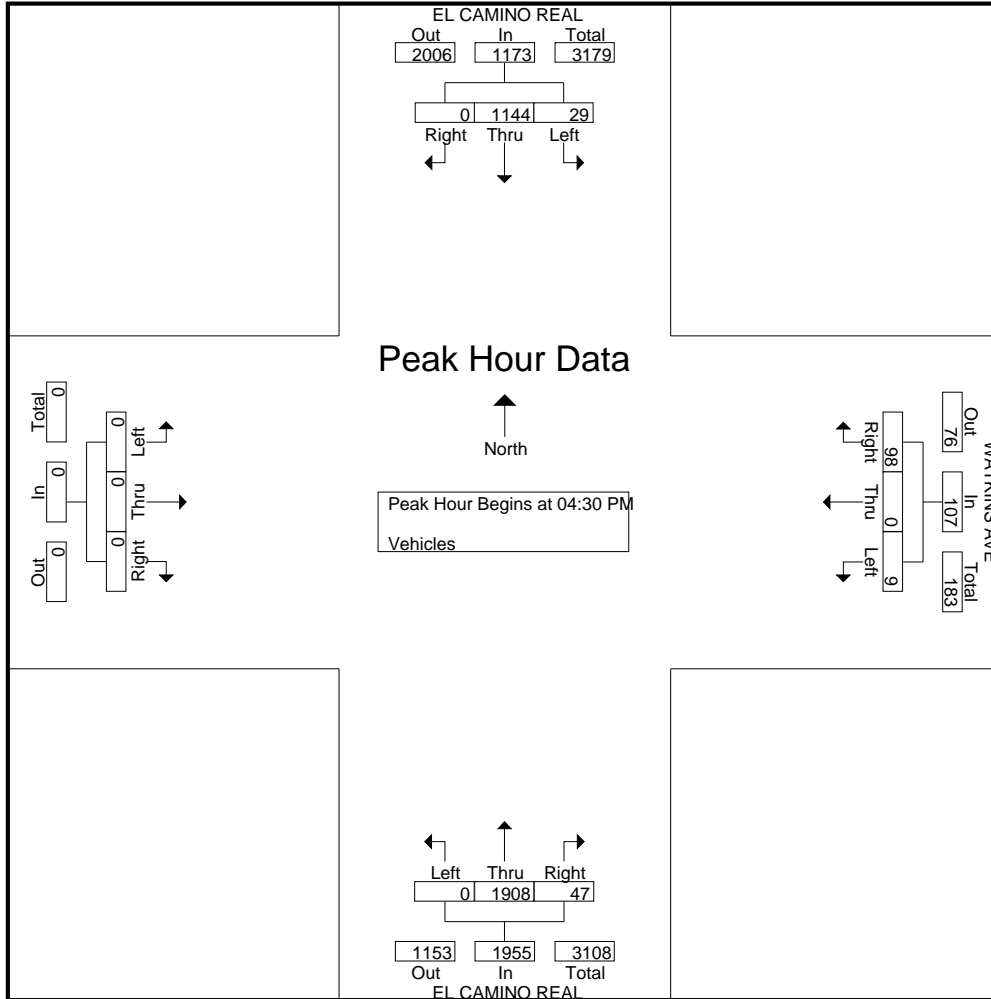 EL CAMINO REAL
Out In Total
2006 1173 3179
0 1144 29
Right Thru Left
Peak Hour Data
North
Peak Hour Begins at 04:30 PM
Vehicles
Total In Out
0 0 0
0 0 0
Left Thru Right
WATKINS AVE
Out In Total
76 107 183
98 0 9
Right Thru Left
Left Thru Right
0 1908 47
1153 1955 3108
Out In Total
EL CAMINO REAL